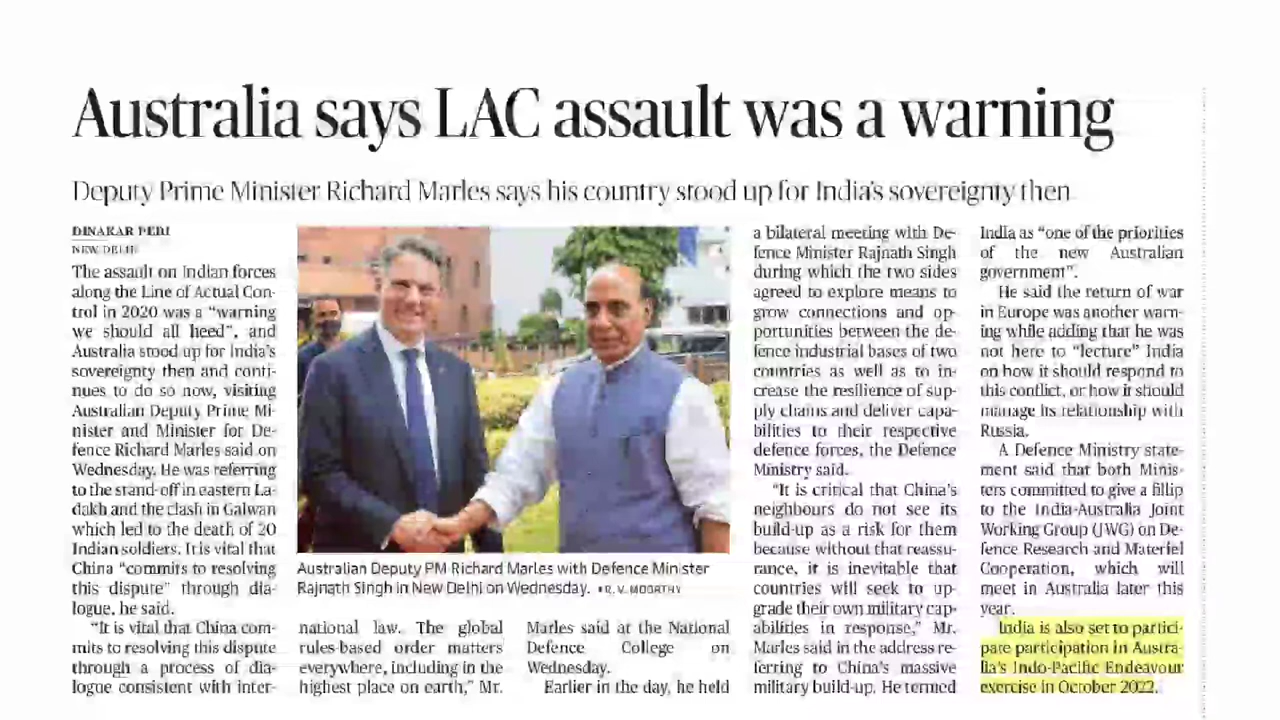 Australia says LAC assault was a warning
Deputy Prime Minister Richard Marles says his country stood up for India's sovereignty then
DINAKAR PERI
NEW DELHI
The assault on Indian forces
along the Line of Actual Con-
trol in 2020 was a "warning
we should all heed", and
Australia stood up for India's
sovereignty then and conti-
nues to do so now, visiting
Australian Deputy Prime Mi-
nister and Minister for De-
fence Richard Marles said on
Wednesday. He was referring
to the stand-off in eastern La-
dakh and the clash in Galwan
which led to the death of 20
Indian soldiers. It is vital that
China "commits to resolving
this dispute" through dia-
logue, he said.
"It is vital that China com-
mits to resolving this dispute
through a process of dia-
logue consistent with inter-
Australian Deputy PM Richard Marles with Defence Minister
Rajnath Singh in New Delhi on Wednesday. • R. V. MOORTHY
national law. The global
rules-based order matters
everywhere, including in the
highest place on earth," Mr.
Marles said at the National
Defence College on
Wednesday.
Earlier in the day, he held
a bilateral meeting with De-
fence Minister Rajnath Singh
during which the two sides
agreed to explore means to
grow connections and op-
portunities between the de-
fence industrial bases of two
countries as well as to in-
crease the resilience of sup-
ply chains and deliver capa-
bilities to their respective
defence forces, the Defence
Ministry said.
"It is critical that China's
neighbours do not see its
build-up as a risk for them
because without that reassu-
rance, it is inevitable that
countries will seek to up-
grade their own military cap-
abilities in response," Mr.
Marles said in the address re-
ferring to China's massive
military build-up. He termed
India as "one of the priorities
of the new Australian
government".
He said the return of war
in Europe was another warn-
ing while adding that he was
not here to "lecture" India
on how it should respond to
this conflict, or how it should
manage its relationship with
Russia.
A Defence Ministry state-
ment said that both Minis-
ters committed to give a fillip
to the India-Australia Joint
Working Group (JWG) on De-
fence Research and Materiel
Cooperation, which will
meet in Australia later this
year.
India is also set to partici-
pate participation in Austra-
lia's Indo-Pacific Endeavour
exercise in October 2022.